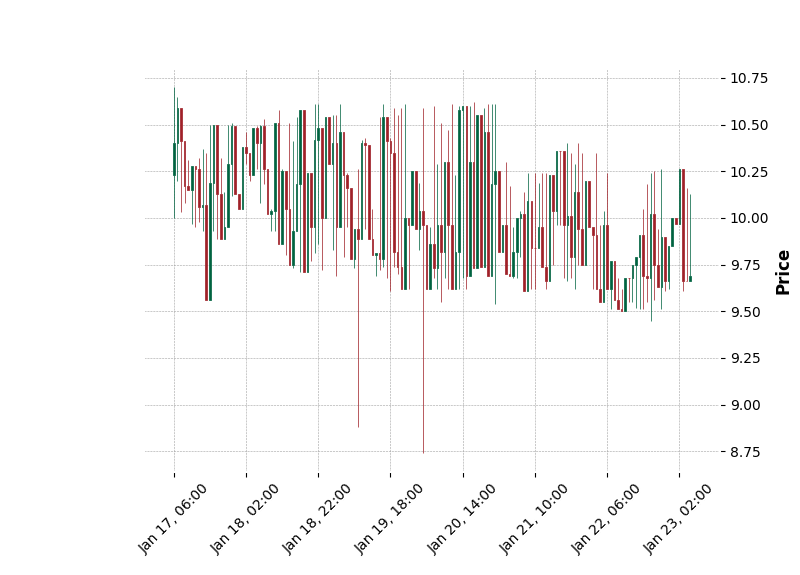 10.75
10.50
10.25
10.00
9.75
9.50
9.25
9.00
8.75
Price
Jan 17, 06:00
Jan 18, 02:00
Jan 18, 22:00
Jan 19, 18:00
Jan 20, 14:00
Jan 21, 10:00
Jan 22, 06:00
Jan 23, 02:00